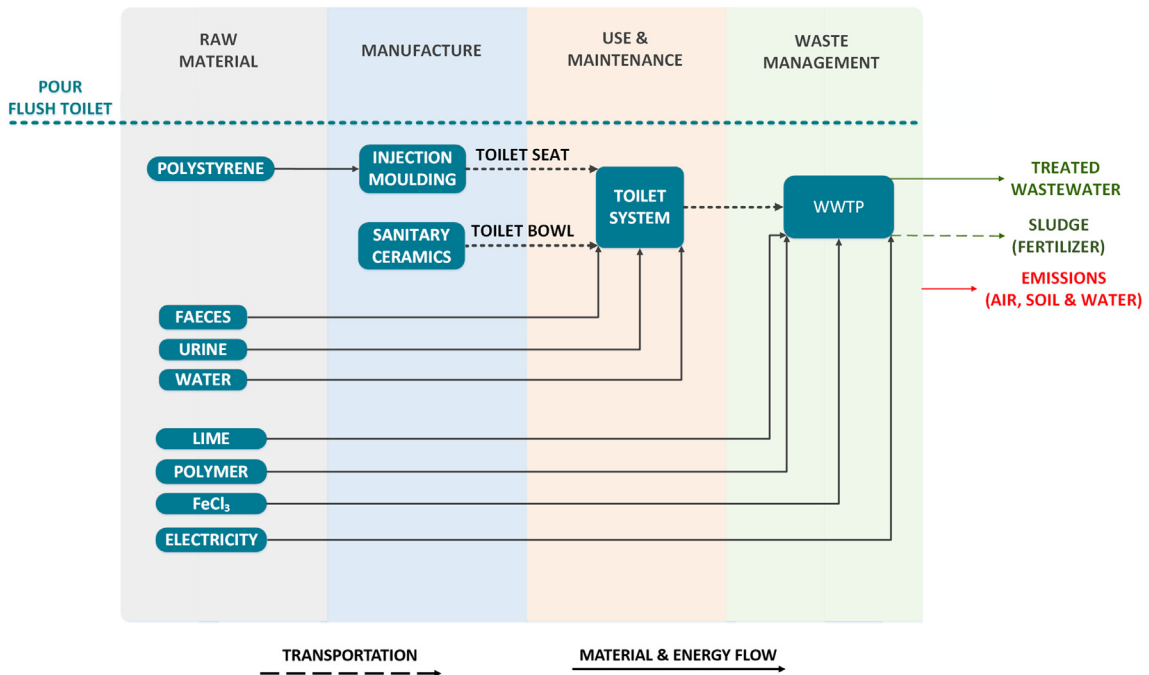 RAW
MATERIAL
MANUFACTURE
USE &
MAINTENANCE
WASTE
MANAGEMENT
POUR
FLUSH TOILET
POLYSTYRENE
INJECTION
MOULDING
TOILET SEAT
TOILET
SYSTEM
WWTP
TREATED
WASTEWATER
SANITARY
CERAMICS
TOILET BOWL
SLUDGE
(FERTILIZER)
EMISSIONS
(AIR, SOIL & WATER)
FAECES
URINE
WATER
LIME
POLYMER
FeCl₃
ELECTRICITY
TRANSPORTATION
MATERIAL & ENERGY FLOW